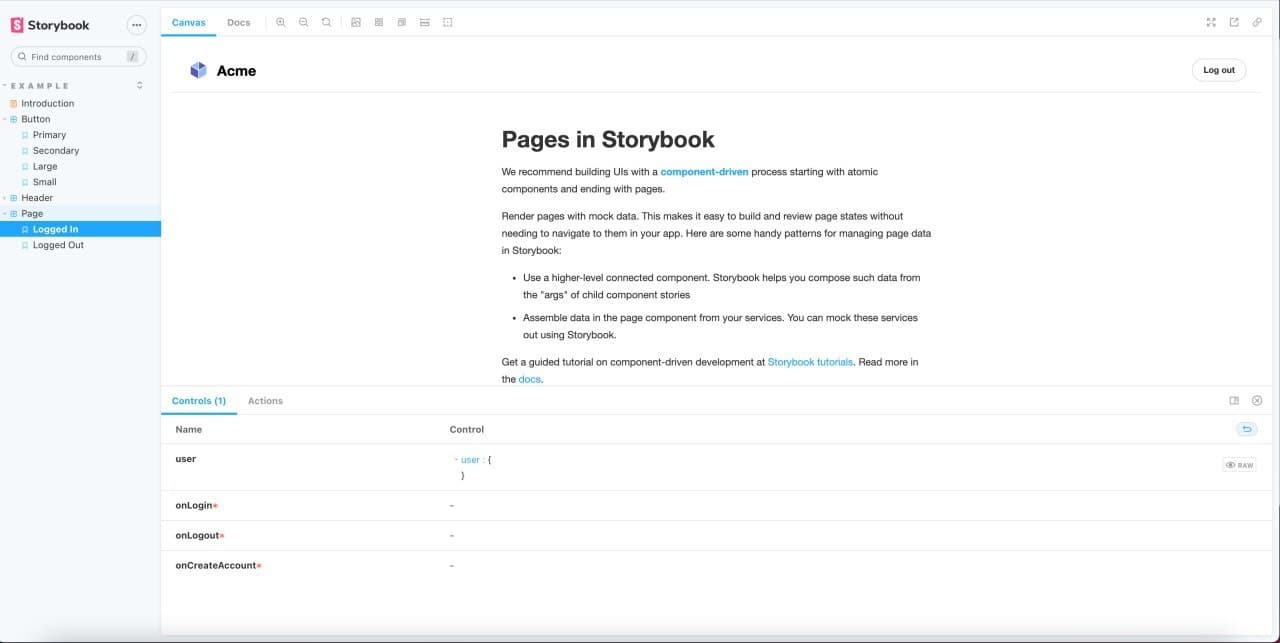 Storybook
Find components /
EXAMPLE
Introduction
Button
Primary
Secondary
Large
Small
Header
Page
Logged In
Logged Out
Canvas Docs
Acme Log out
Pages in Storybook
We recommend building UIs with a component-driven process starting with atomic
components and ending with pages.
Render pages with mock data. This makes it easy to build and review page states without
needing to navigate to them in your app. Here are some handy patterns for managing page data
in Storybook:
• Use a higher-level connected component. Storybook helps you compose such data from
the "args" of child component stories
• Assemble data in the page component from your services. You can mock these services
out using Storybook.
Get a guided tutorial on component-driven development at Storybook tutorials. Read more in
the docs.
Controls (1) Actions
Name Control
user - user : {
}
RAW
onLogin* -
onLogout* -
onCreateAccount* -